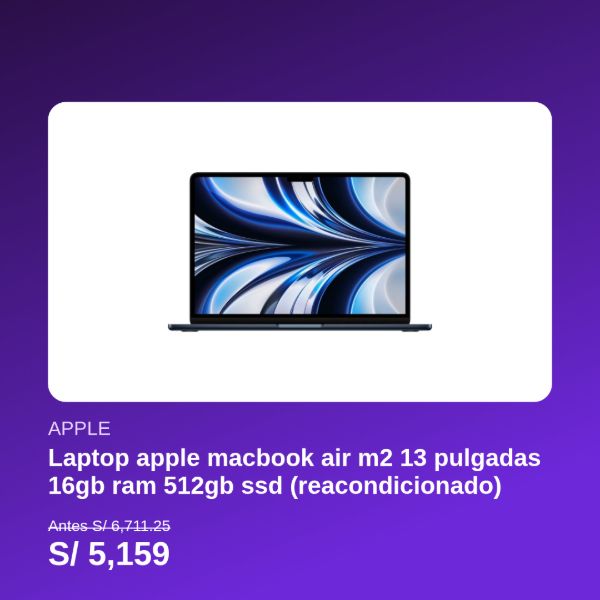 APPLE
Laptop apple macbook air m2 13 pulgadas
16gb ram 512gb ssd (reacondicionado)
Antes S/ 6,711.25
S/ 5,159